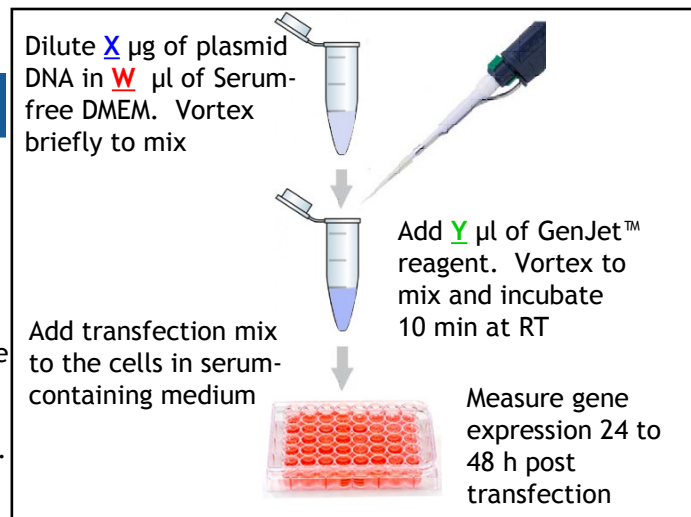 Dilute X µg of plasmid
DNA in W µl of Serum-
free DMEM. Vortex
briefly to mix
Add Y µl of GenJet™
reagent. Vortex to
mix and incubate
10 min at RT
Add transfection mix
to the cells in serum-
containing medium
Measure gene
expression 24 to
48 h post
transfection